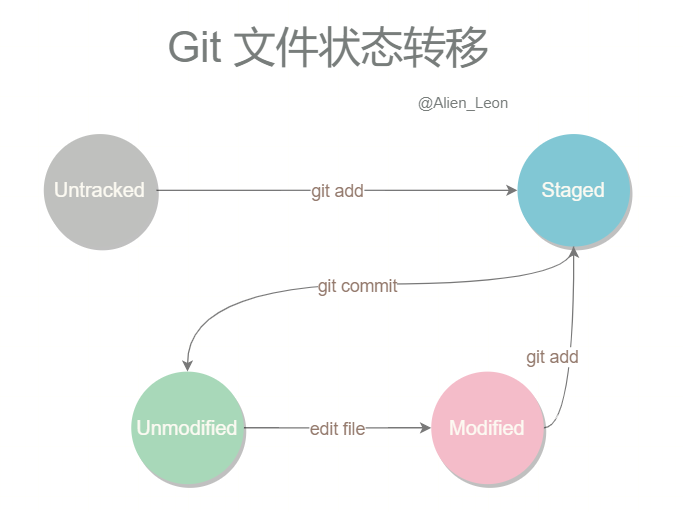 Git 文件状态转移
@Alien_Leon
Untracked
git add
Staged
git commit
git add
Unmodified
edit file
Modified